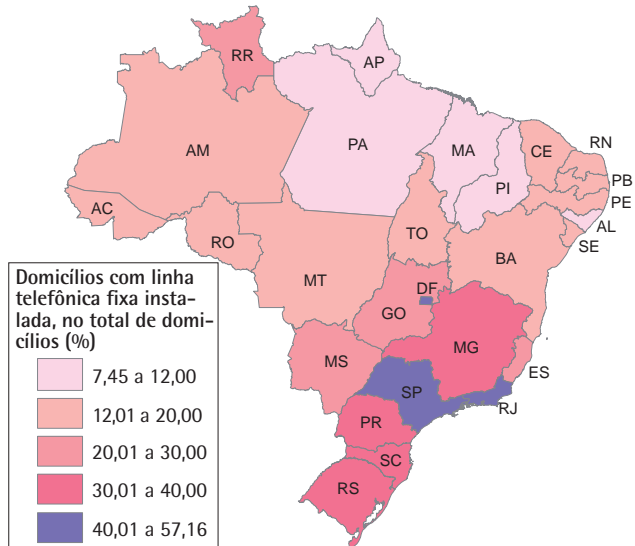 RR
AP
AM
PA
MA
CE
RN
PB
PI
PE
AC
AL
TO
SE
RO
BA
MT
DF
GO
MG
MS
ES
SP
RJ
PR
SC
RS
Domicílios com linha
telefônica fixa insta-
lada, no total de domi-
cílios (%)
7,45 a 12,00
12,01 a 20,00
20,01 a 30,00
30,01 a 40,00
40,01 a 57,16